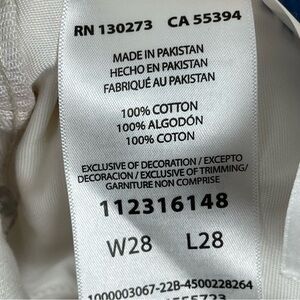 RN 130273 CA 55394
MADE IN PAKISTAN
HECHO EN PAKISTAN
FABRIQUÉ AU PAKISTAN
100% COTTON
100% ALGODÓN
100% COTON
EXCLUSIVE OF DECORATION / EXCEPTO
DECORACION / EXCLUSIVE OF TRIMMING/
GARNITURE NON COMPRISE
112316148
W28 L28
1000003067-22B-4500228264